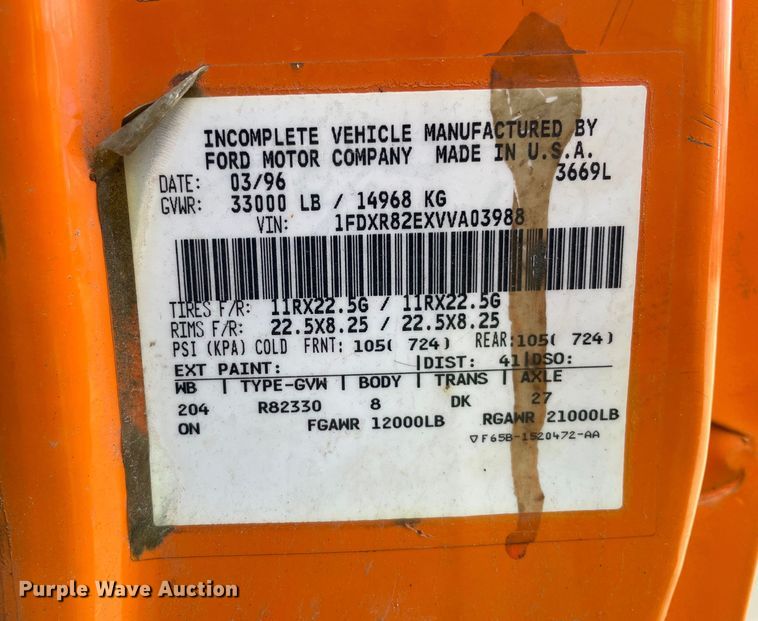 INCOMPLETE VEHICLE MANUFACTURED BY
FORD MOTOR COMPANY MADE IN U.S.A.
DATE: 03/96 3669L
GVWR: 33000 LB / 14968 KG
VIN: 1FDXR82EXVVA03988
TIRES F/R: 11RX22.5G / 11RX22.5G
RIMS F/R: 22.5X8.25 / 22.5X8.25
PSI (KPA) COLD FRNT: 105( 724) REAR: 105( 724)
EXT PAINT: |DIST: 41|DSO:
WB | TYPE-GVW | BODY | TRANS | AXLE
204 R82330 8 DK 27
ON FGAWR 12000LB RGAWR 21000LB
▽F65B-1520472-AA
Purple Wave Auction